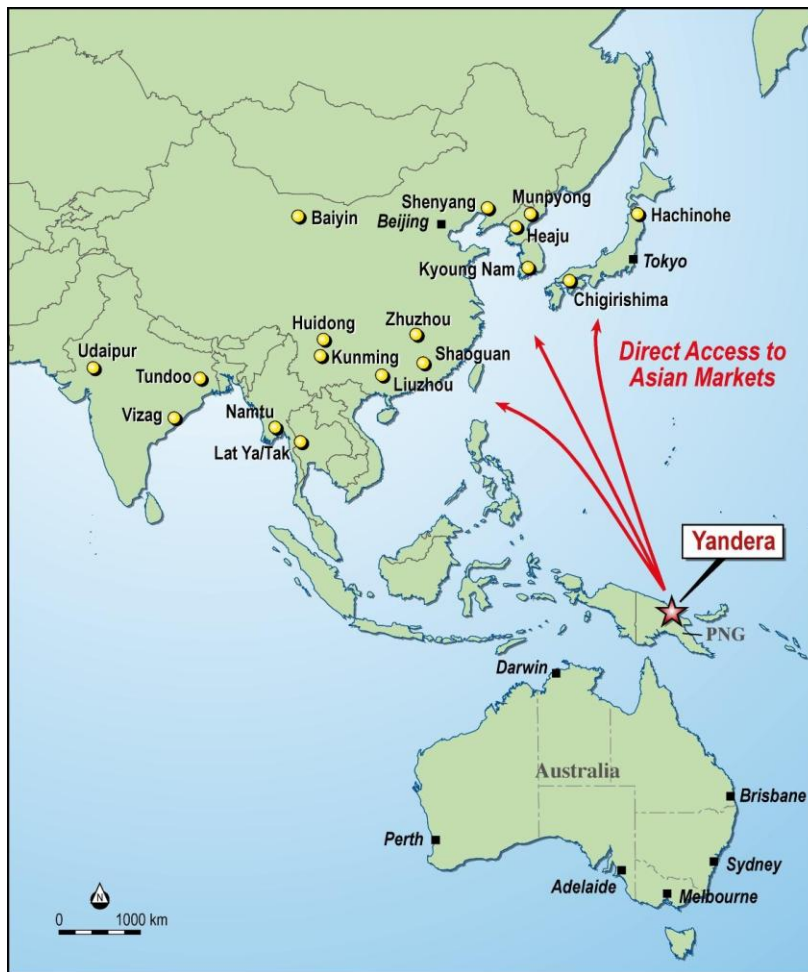 Shenyang
Munpyong
Baiyin
Beijing
Hachinohe
Heaju
Kyoung Nam
Tokyo
Chigirishima
Huidong
Zhuzhou
Udaipur
Kunming
Shaoguan
Direct Access to
Asian Markets
Tundoo
Liuzhou
Vizag
Namtu
Lat Ya/Tak
Yandera
PNG
Darwin
Australia
Brisbane
Perth
Sydney
Adelaide
Melbourne
N
0 1000 km